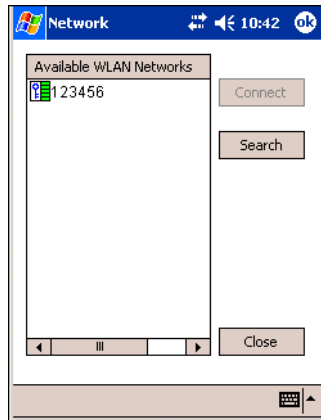 Network 10:42 ok
Available WLAN Networks
123456
Connect
Search
Close